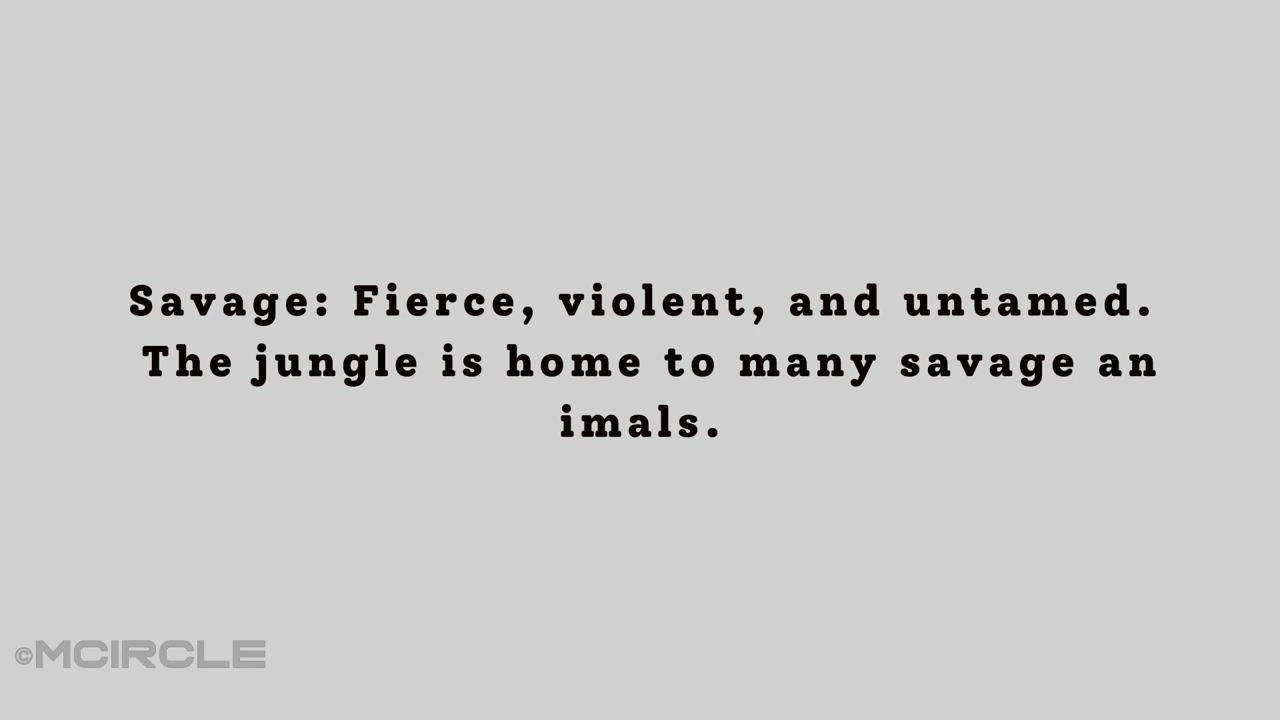 Savage: Fierce, violent, and untamed.
The jungle is home to many savage an
imals.
©MCIRCLE